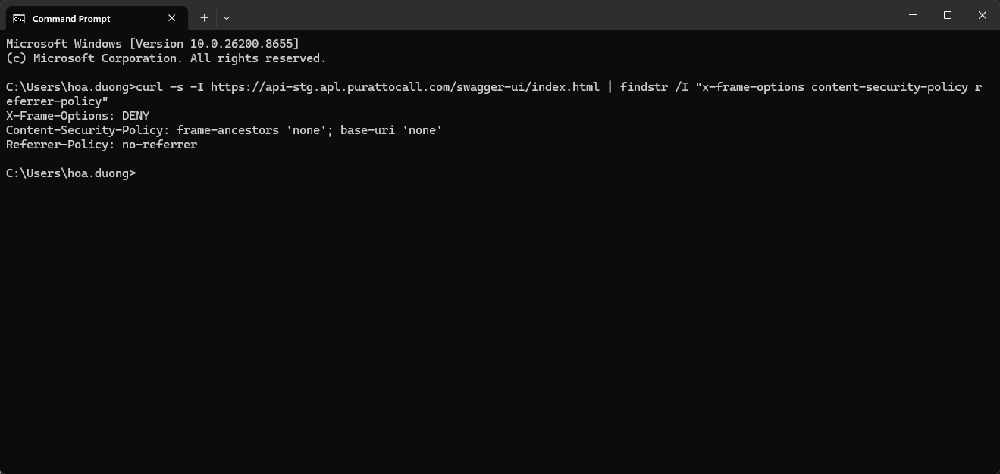 Command Prompt
Microsoft Windows [Version 10.0.26200.8655]
(c) Microsoft Corporation. All rights reserved.
C:\Users\hoa.duong>curl -s -I https://api-stg.apl.purattocall.com/swagger-ui/index.html | findstr /I "x-frame-options content-security-policy r
eferrer-policy"
X-Frame-Options: DENY
Content-Security-Policy: frame-ancestors 'none'; base-uri 'none'
Referrer-Policy: no-referrer
C:\Users\hoa.duong>